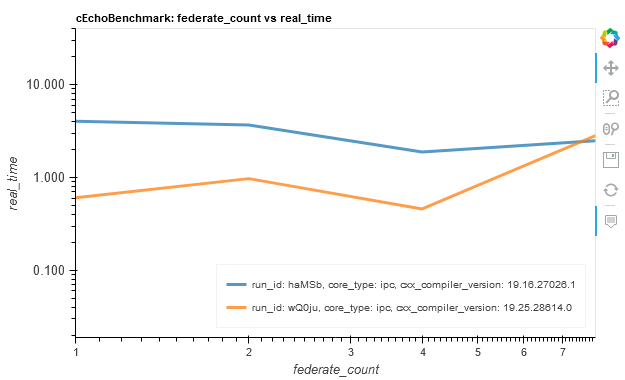 cEchoBenchmark: federate_count vs real_time
10.000
1.000
0.100
real_time
run_id: haMSb, core_type: ipc, cxx_compiler_version: 19.16.27026.1
run_id: wQ0ju, core_type: ipc, cxx_compiler_version: 19.25.28614.0
1 2 3 4 5 6 7
federate_count